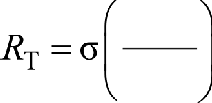 R_T = σ(—)